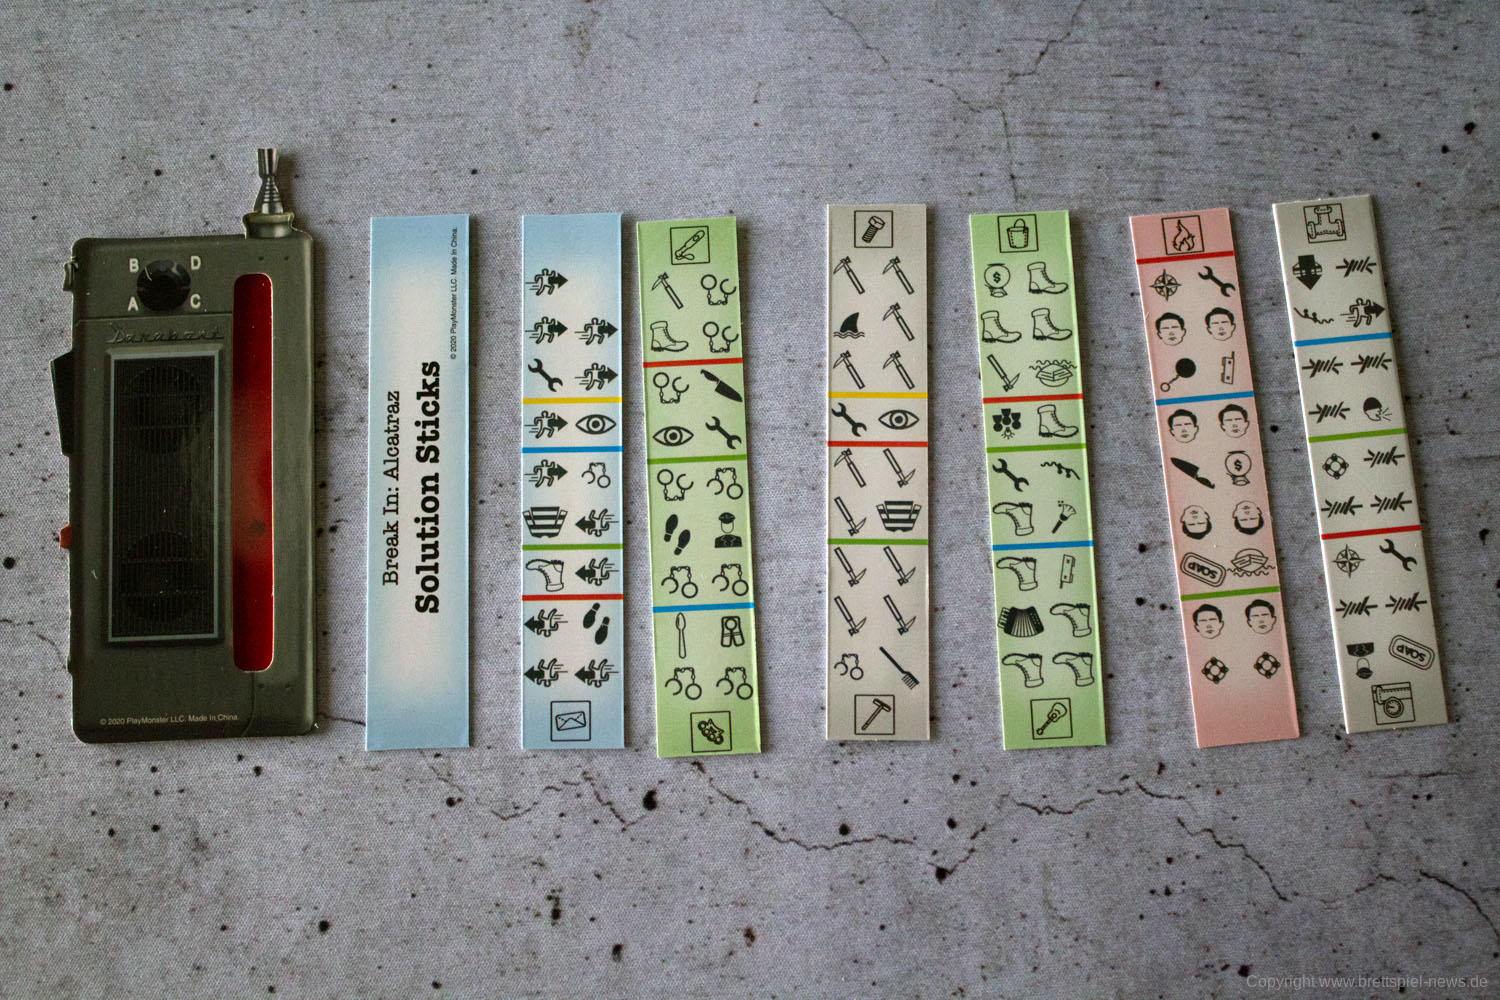 B D
A C
Darabont
© 2020 PlayMonster LLC. Made In China.
Break In: Alcatraz
Solution Sticks
© 2020 PlayMonster LLC. Made In China.
$
$
SOAP
SOAP
Copyright www.brettspiel-news.de